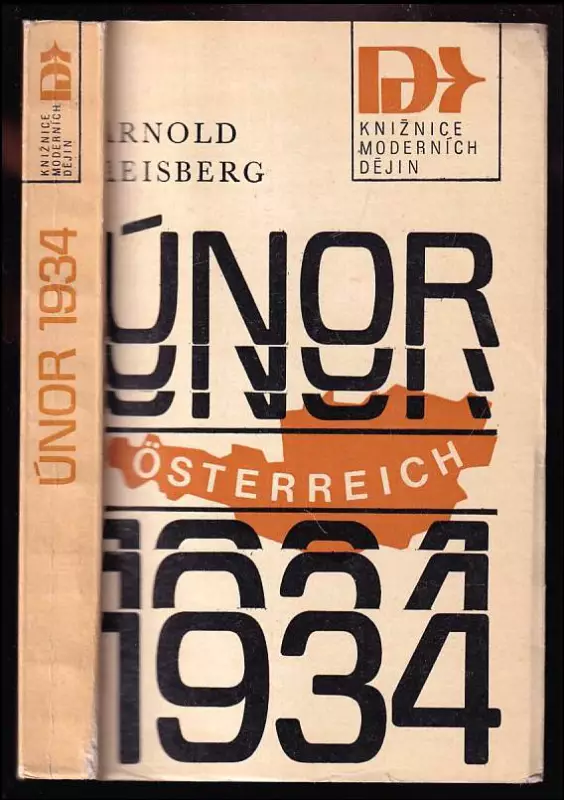 KNIŽNICE
MODERNÍCH
DĚJIN
ÚNOR 1934
ARNOLD
REISBERG
KNIŽNICE
MODERNÍCH
DĚJIN
ÚNOR
ÖSTERREICH
1934